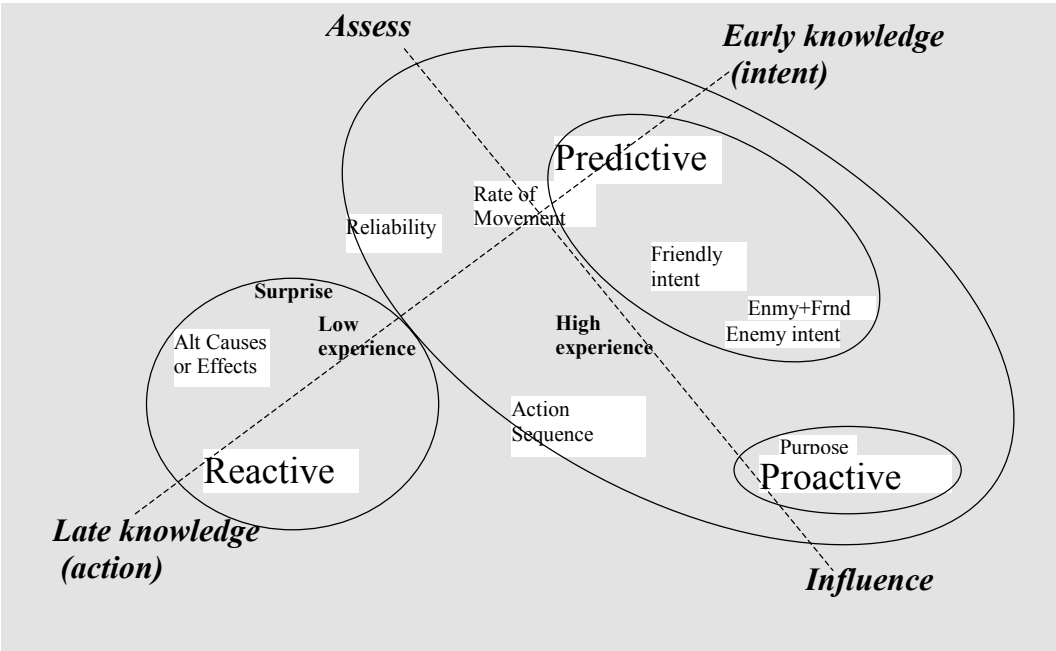 Assess
Early knowledge
(intent)
Predictive
Rate of
Movement
Reliability
Friendly
intent
Surprise
Enmy+Frnd
Enemy intent
Low
experience
High
experience
Alt Causes
or Effects
Action
Sequence
Purpose
Proactive
Reactive
Late knowledge
(action)
Influence